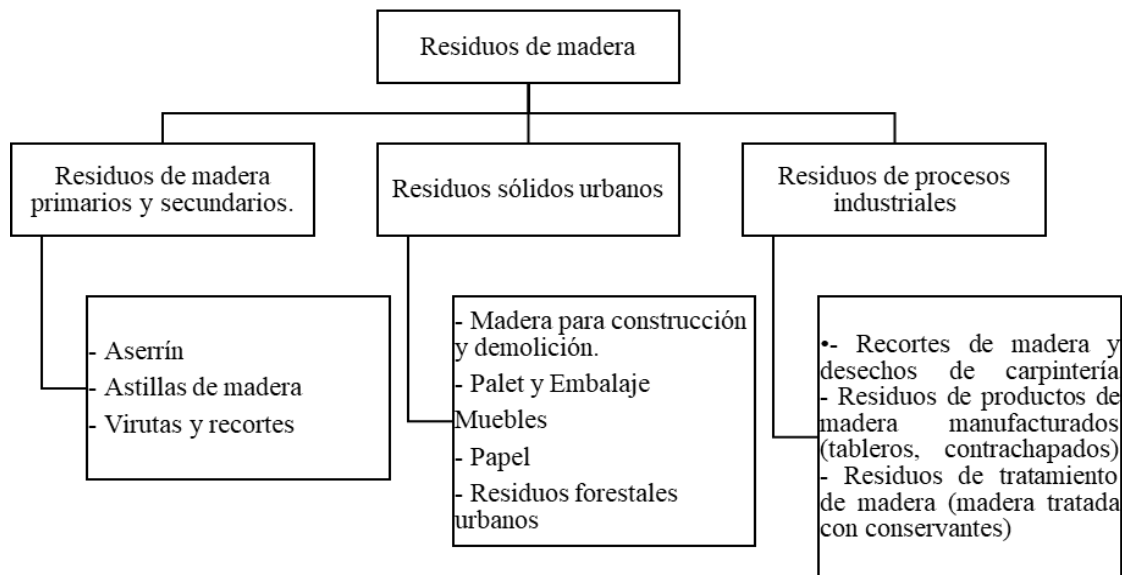 Residuos de madera
Residuos de madera
primarios y secundarios.
Residuos sólidos urbanos
Residuos de procesos
industriales
- Aserrín
- Astillas de madera
- Virutas y recortes
- Madera para construcción
y demolición.
- Palet y Embalaje
Muebles
- Papel
- Residuos forestales
urbanos
•- Recortes de madera y
desechos de carpintería
- Residuos de productos de
madera manufacturados
(tableros, contrachapados)
- Residuos de tratamiento
de madera (madera tratada
con conservantes)